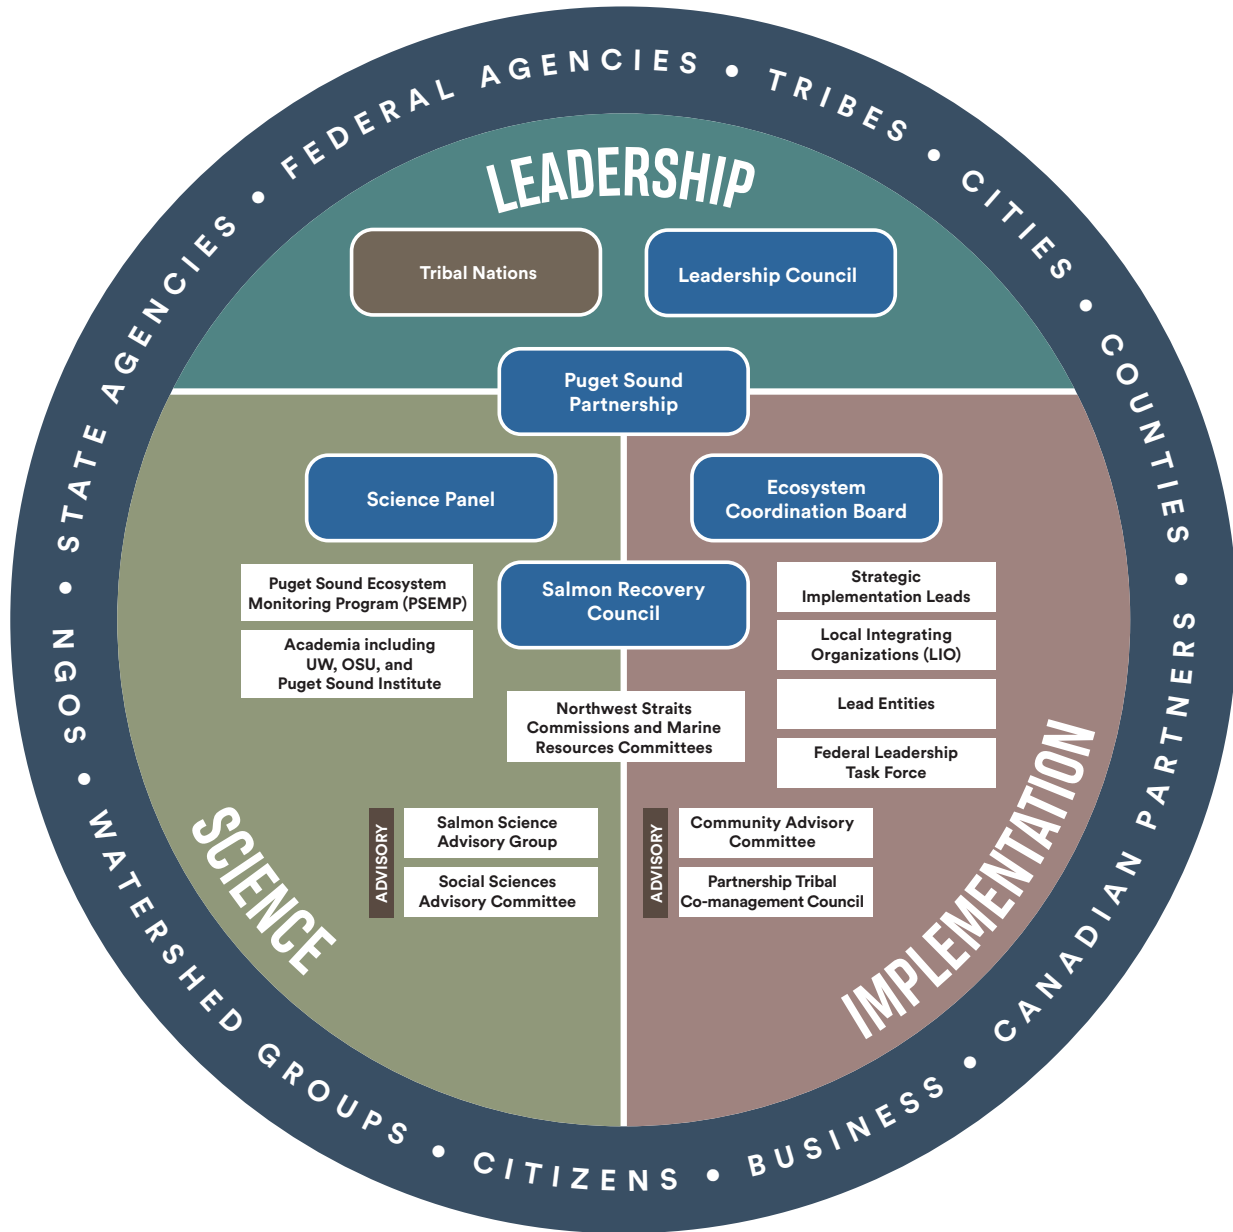 FEDERAL AGENCIES • TRIBES • CITIES • COUNTIES • CANADIAN PARTNERS • BUSINESS • CITIZENS • WATERSHED GROUPS • NGOS • STATE AGENCIES •
LEADERSHIP
Tribal Nations
Leadership Council
Puget Sound
Partnership
Science Panel
Ecosystem
Coordination Board
Salmon Recovery
Council
Puget Sound Ecosystem
Monitoring Program (PSEMP)
Academia including
UW, OSU, and
Puget Sound Institute
Strategic
Implementation Leads
Local Integrating
Organizations (LIO)
Lead Entities
Federal Leadership
Task Force
Northwest Straits
Commissions and Marine
Resources Committees
SCIENCE
ADVISORY
Salmon Science
Advisory Group
Social Sciences
Advisory Committee
ADVISORY
Community Advisory
Committee
Partnership Tribal
Co-management Council
IMPLEMENTATION